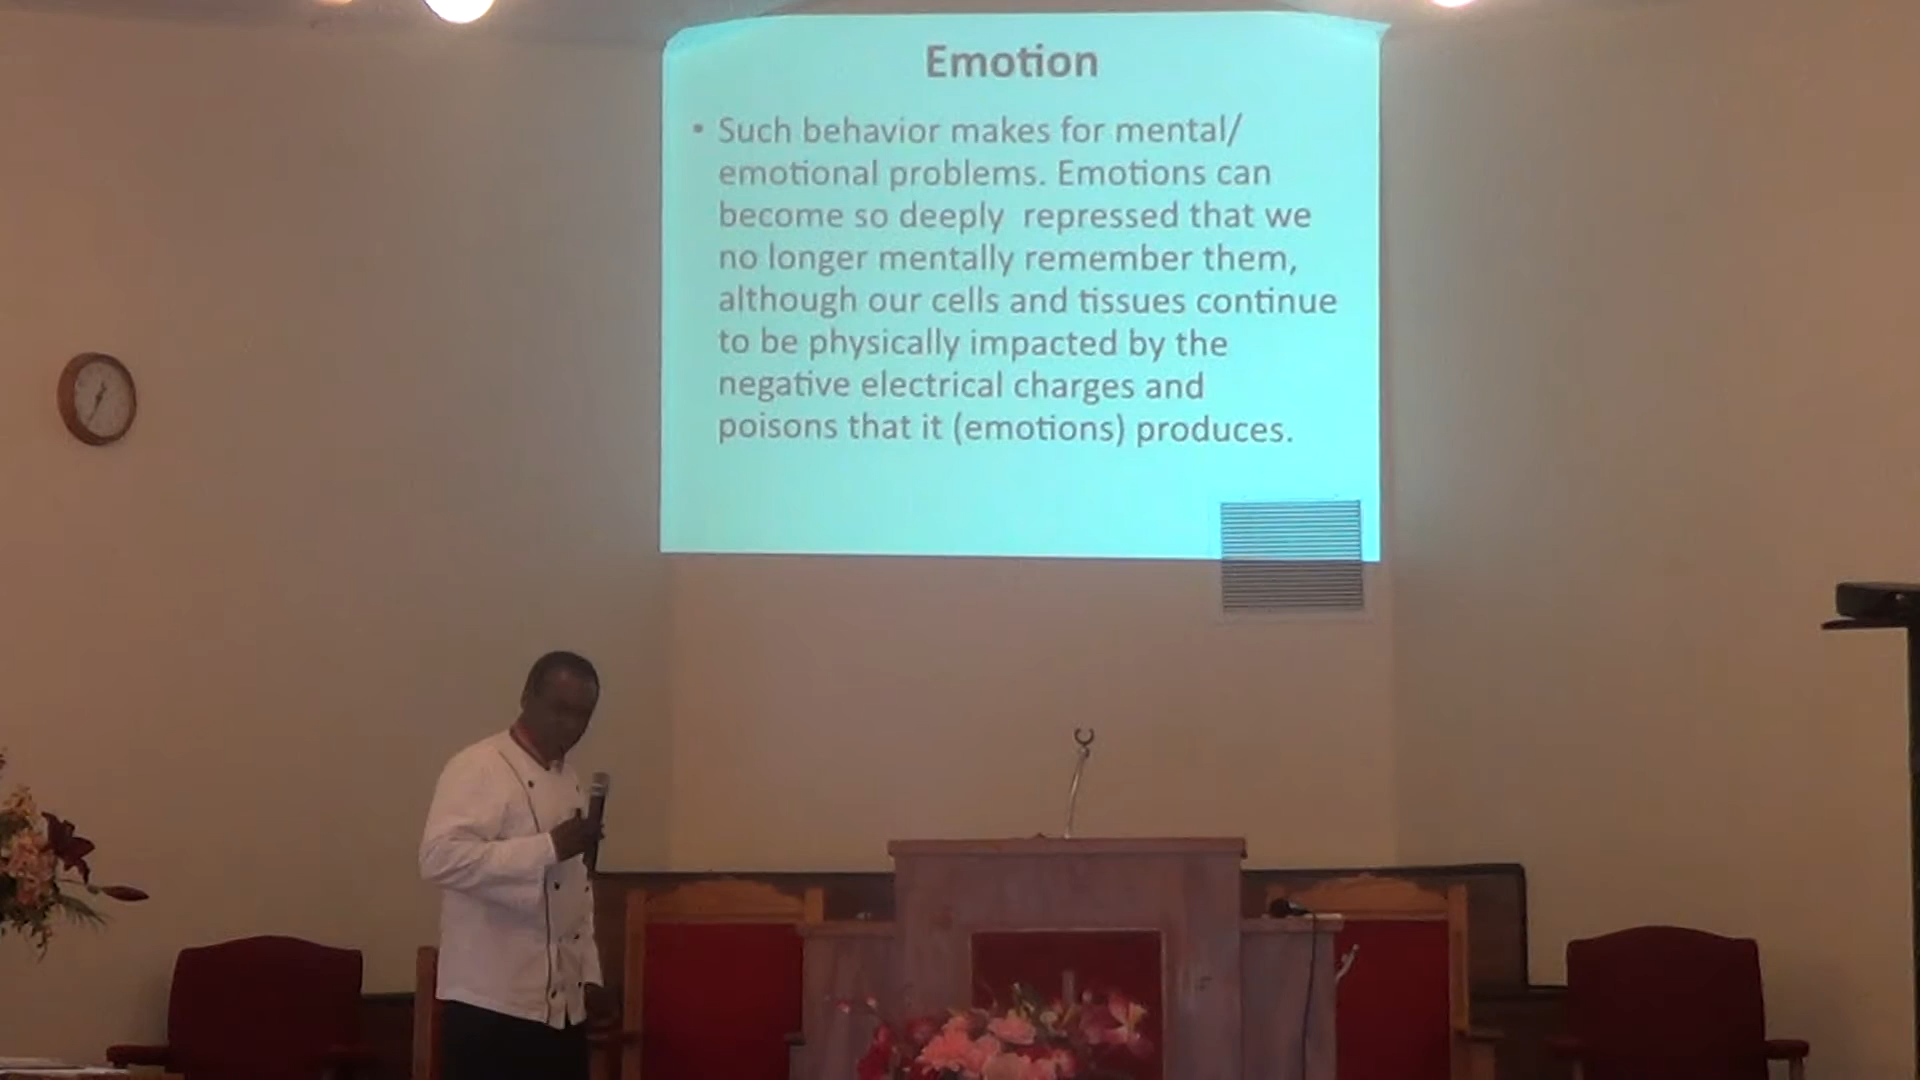 Emotion
• Such behavior makes for mental/
emotional problems. Emotions can
become so deeply  repressed that we
no longer mentally remember them,
although our cells and tissues continue
to be physically impacted by the
negative electrical charges and
poisons that it (emotions) produces.